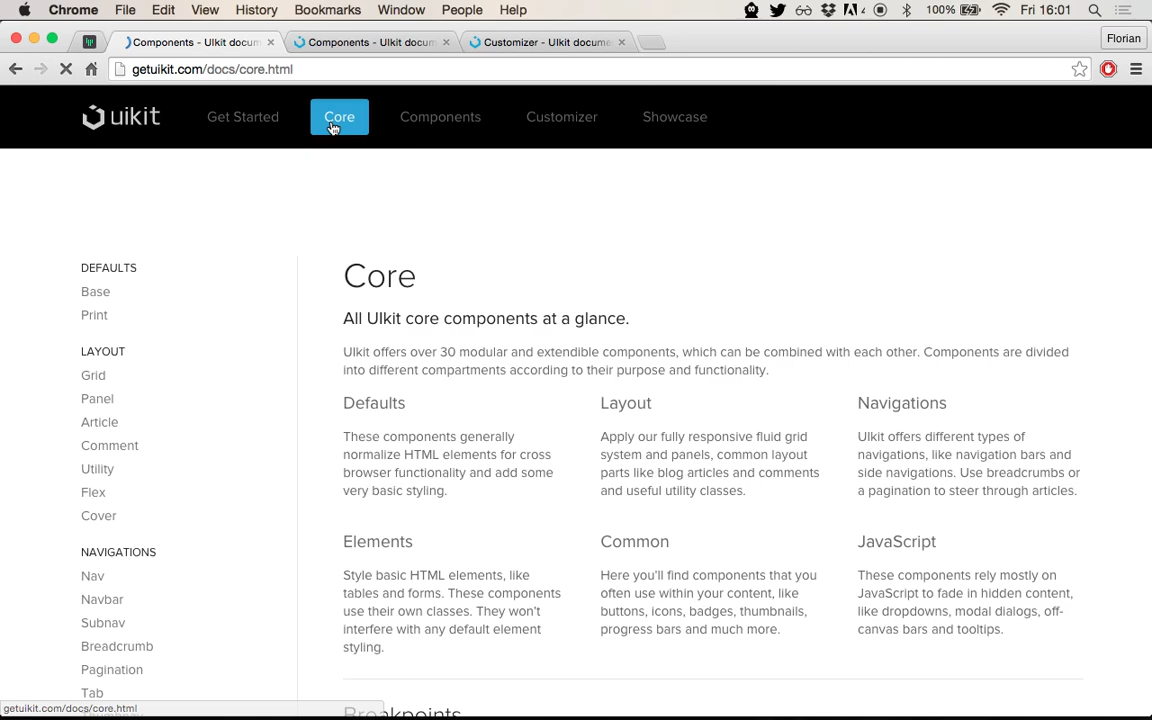 Chrome File Edit View History Bookmarks Window People Help 4 100% Fri 16:01
Components - UIkit docum Components - UIkit docum Customizer - UIkit docume Florian
getuikit.com/docs/core.html
uikit Get Started Core Components Customizer Showcase
DEFAULTS
Base
Print
LAYOUT
Grid
Panel
Article
Comment
Utility
Flex
Cover
NAVIGATIONS
Nav
Navbar
Subnav
Breadcrumb
Pagination
Tab
Core
All UIkit core components at a glance.
UIkit offers over 30 modular and extendible components, which can be combined with each other. Components are divided
into different compartments according to their purpose and functionality.
Defaults
These components generally
normalize HTML elements for cross
browser functionality and add some
very basic styling.
Layout
Apply our fully responsive fluid grid
system and panels, common layout
parts like blog articles and comments
and useful utility classes.
Navigations
UIkit offers different types of
navigations, like navigation bars and
side navigations. Use breadcrumbs or
a pagination to steer through articles.
Elements
Style basic HTML elements, like
tables and forms. These components
use their own classes. They won't
interfere with any default element
styling.
Common
Here you'll find components that you
often use within your content, like
buttons, icons, badges, thumbnails,
progress bars and much more.
JavaScript
These components rely mostly on
JavaScript to fade in hidden content,
like dropdowns, modal dialogs, off-
canvas bars and tooltips.
Breakpoints
getuikit.com/docs/core.html